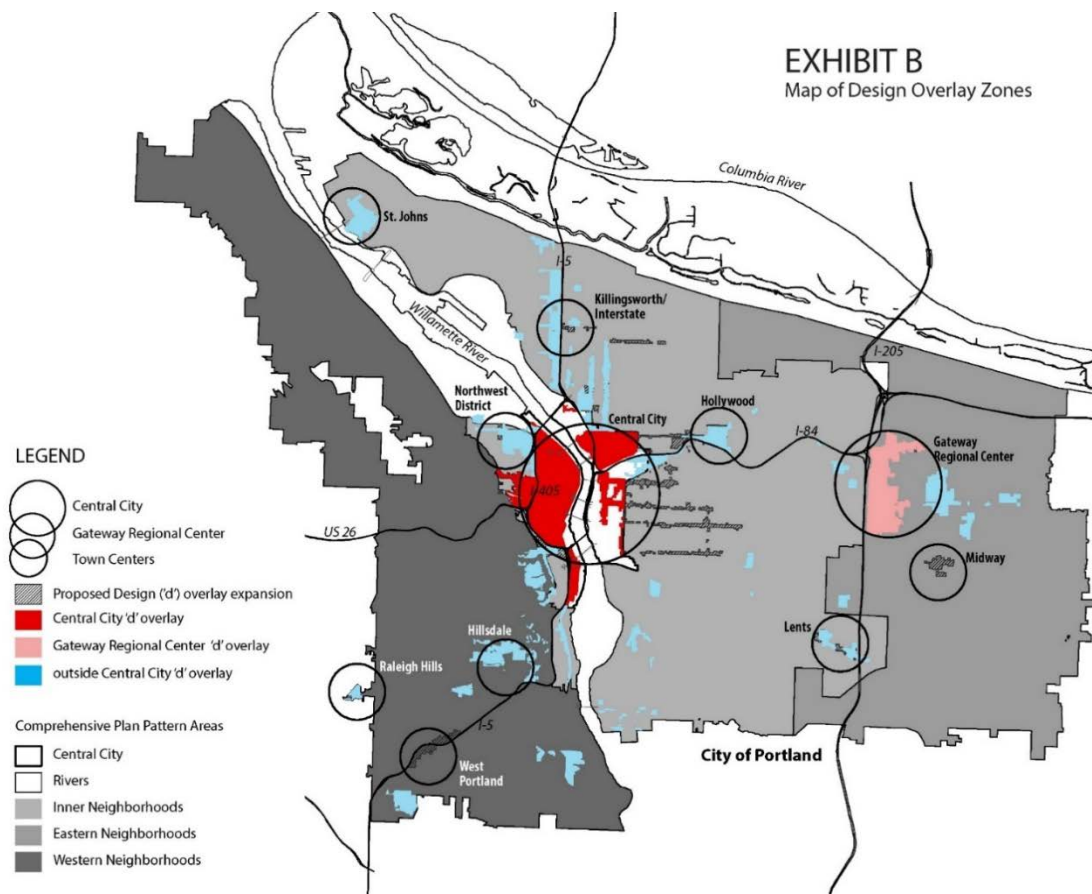 EXHIBIT B
Map of Design Overlay Zones
Columbia River
St. Johns
I-5
Killingsworth/
Interstate
Willamette River
I-205
Northwest
District
Central City
Hollywood
I-84
Gateway
Regional Center
I-405
US 26
Midway
Hillsdale
Lents
Raleigh Hills
I-5
City of Portland
West
Portland
LEGEND
Central City
Gateway Regional Center
Town Centers
Proposed Design ('d') overlay expansion
Central City 'd' overlay
Gateway Regional Center 'd' overlay
outside Central City 'd' overlay
Comprehensive Plan Pattern Areas
Central City
Rivers
Inner Neighborhoods
Eastern Neighborhoods
Western Neighborhoods